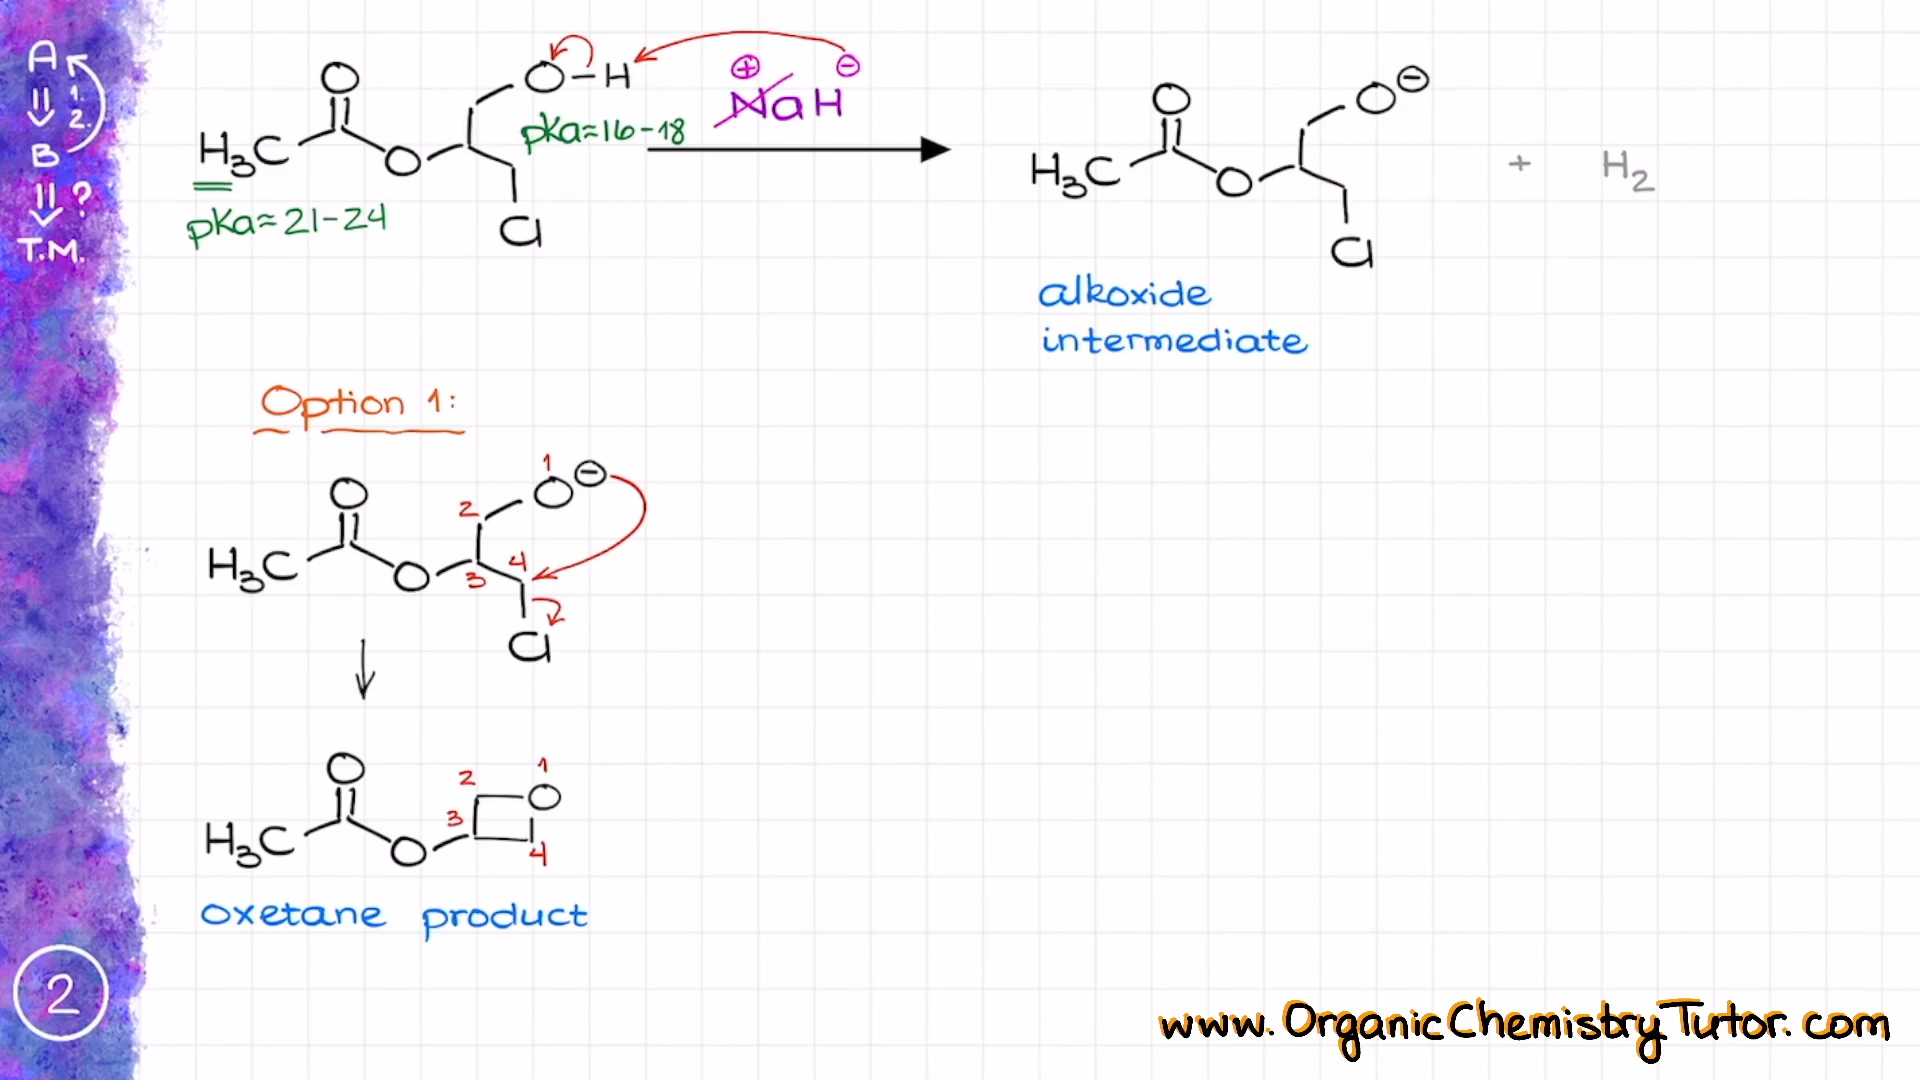 A
1.
2.
B
?
T.M.
2
O
O-H
H₃C
O
Cl
pKa≈16-18
pKa≈21-24
⊕ ⊖
NaH
O
O⊖
H₃C
O
Cl
+ H₂
alkoxide
intermediate
Option 1:
1
O
O⊖
2
H₃C
O
3
4
Cl
O
2
1
O
3
H₃C
O
4
oxetane product
www.OrganicChemistryTutor.com